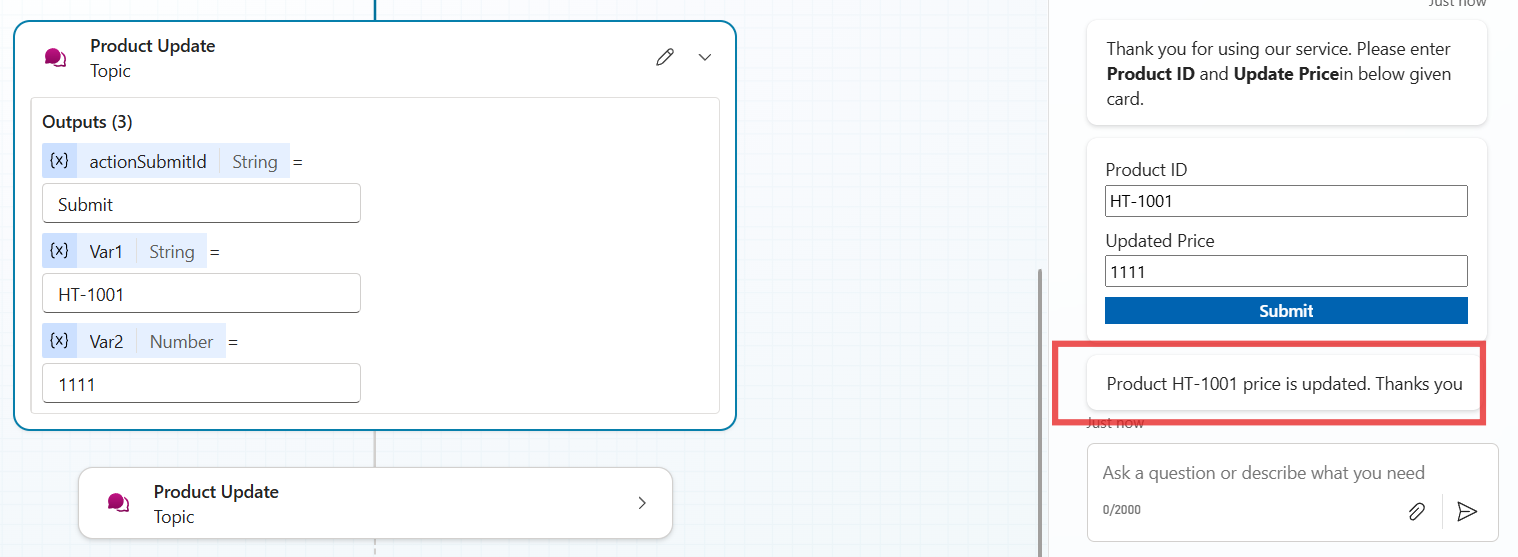 Product Update
Topic
Outputs (3)
{x} actionSubmitId String =
Submit
{x} Var1 String =
HT-1001
{x} Var2 Number =
1111
Product Update
Topic
Just now
Thank you for using our service. Please enter
Product ID and Update Pricein below given
card.
Product ID
HT-1001
Updated Price
1111
Submit
Product HT-1001 price is updated. Thanks you
Just now
Ask a question or describe what you need
0/2000